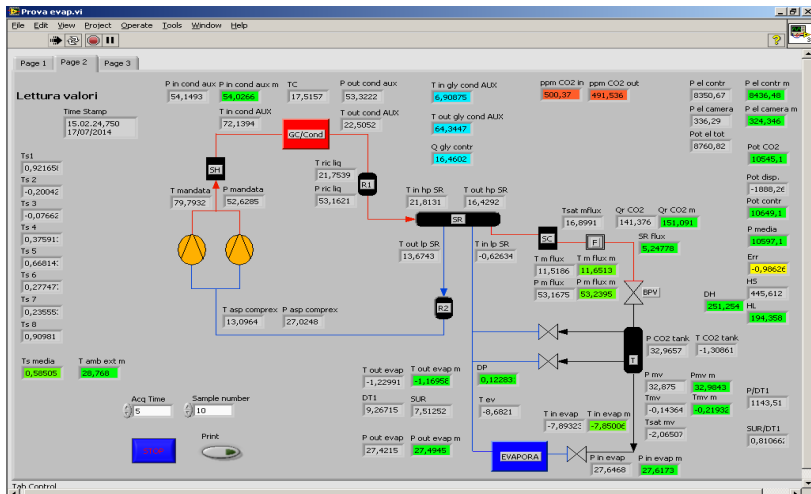 Prova evap.vi
File Edit View Project Operate Tools Window Help
Page 1 Page 2 Page 3
Lettura valori
Time Stamp
15.02.24,750
17/07/2014
P in cond aux P in cond aux m TC P out cond aux
54,1493 54,0266 17,5157 53,3222
T in cond AUX T out cond AUX
72,1394 22,5052
GC/Cond
T in gly cond AUX
6,90875
T out gly cond AUX
64,3447
Q gly contr
16,4602
ppm CO2 in ppm CO2 out
500,37 491,536
P el contr P el contr m
8350,67 8436,48
P el camera P el camera m
336,29 324,346
Pot el tot
8760,82
Pot CO2
10545,1
Pot disp.
-1888,26
Pot contr
10649,1
P media
10597,1
Err
-0,98626
HS
445,612
DH HL
251,254 194,358
Ts1
0,921658
Ts 2
-0,20042
Ts 3
-0,07662
Ts 4
0,37591
Ts 5
0,66814
Ts 6
0,27747
Ts 7
0,23555
Ts 8
0,90981
Ts media T amb ext m
0,58505 28,768
SH
T mandata P mandata
79,7932 52,6285
T ric liq
21,7539
P ric liq
53,1621
R1
T in hp SR T out hp SR
21,8131 16,4292
SR
T out lp SR T in lp SR
13,6743 -0,62634
R2
T asp comprex P asp comprex
13,0964 27,0248
Tsat mflux Qr CO2 Qr CO2 m
16,8991 141,376 151,091
SR flux
5,24778
SC F
T m flux T m flux m
11,5186 11,6513
P m flux P m flux m
53,1675 53,2395
BPV
T
P CO2 tank T CO2 tank
32,9657 -1,30861
P mv Pmv m
32,875 32,9843
Tmv Tmv m
-0,14364 -0,21932
Tsat mv
-2,06507
P/DT1
1143,51
SUR/DT1
0,81066
T out evap T out evap m DP
-1,22991 -1,16958 0,12283
DT1 SUR T ev
9,26715 7,51252 -8,6821
P out evap P out evap m
27,4215 27,4945
T in evap T in evap m
-7,89323 -7,85006
EVAPORA
P in evap P in evap m
27,6468 27,6173
Acq Time Sample number
5 10
Print
STOP
Tab Control